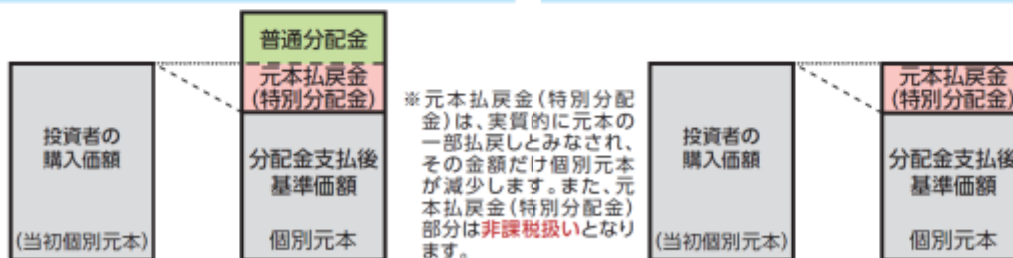 投資者の
購入価額
(当初個別元本)
普通分配金
元本払戻金
(特別分配金)
分配金支払後
基準価額
個別元本
※元本払戻金(特別分配
金)は、実質的に元本の
一部払戻しとみなされ、
その金額だけ個別元本
が減少します。また、元
本払戻金(特別分配金)
部分は非課税扱いとなり
ます。
投資者の
購入価額
(当初個別元本)
元本払戻金
(特別分配金)
分配金支払後
基準価額
個別元本